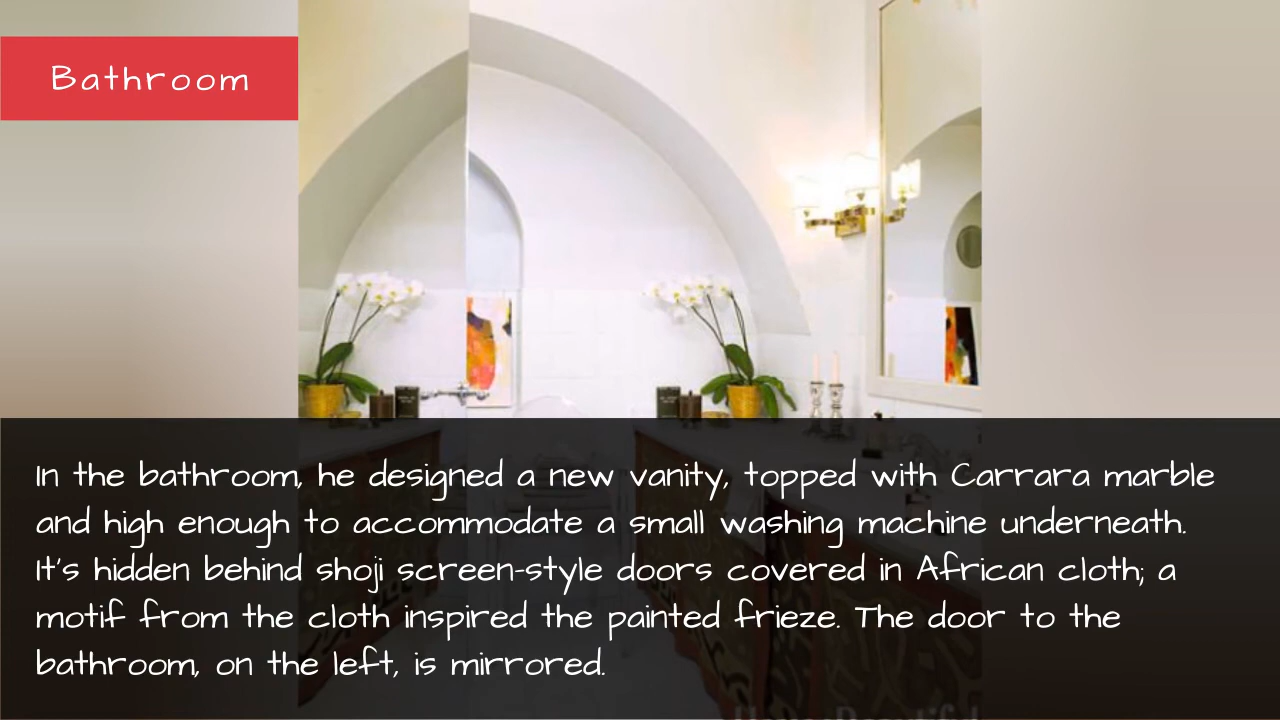 Bathroom
In the bathroom, he designed a new vanity, topped with Carrara marble
and high enough to accommodate a small washing machine underneath.
It's hidden behind shoji screen-style doors covered in African cloth; a
motif from the cloth inspired the painted frieze. The door to the
bathroom, on the left, is mirrored.